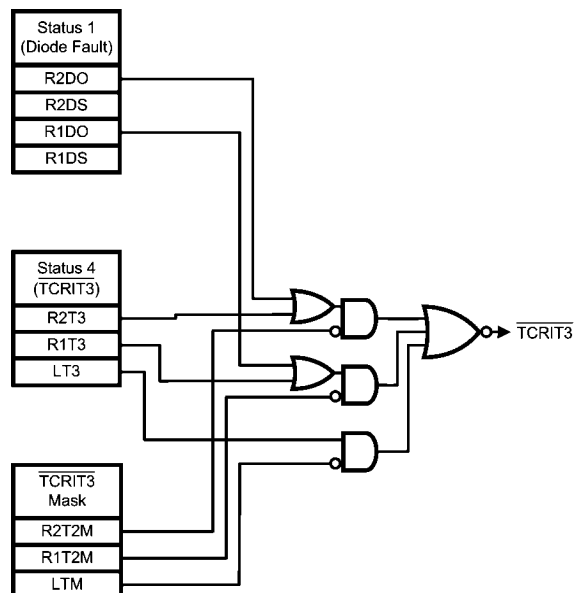 Status 1
(Diode Fault)
R2DO
R2DS
R1DO
R1DS
Status 4
(TCRIT3)
R2T3
R1T3
LT3
TCRIT3
TCRIT3
Mask
R2T2M
R1T2M
LTM